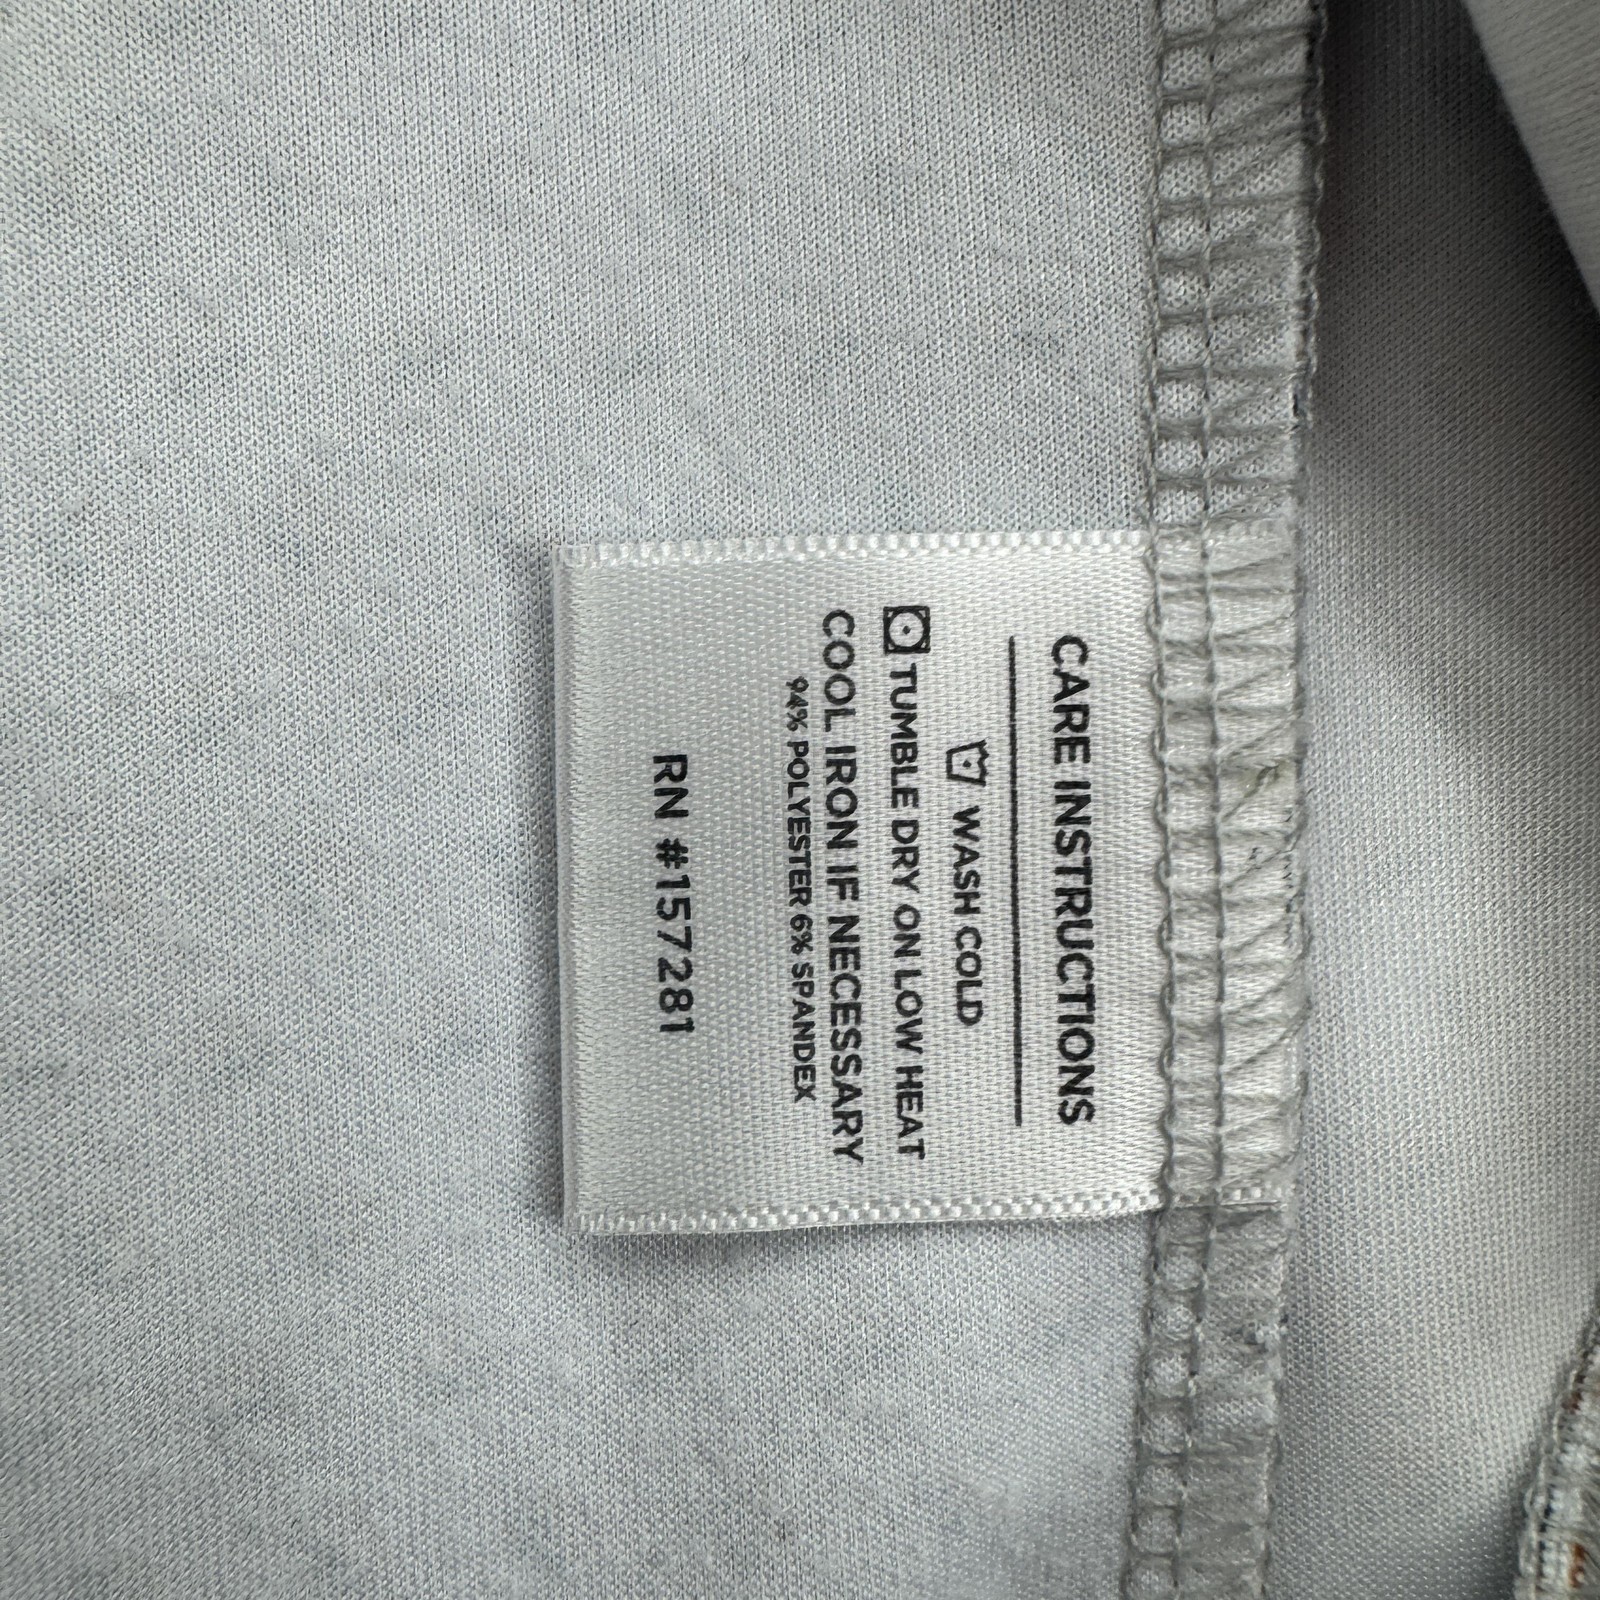 CARE INSTRUCTIONS
WASH COLD
TUMBLE DRY ON LOW HEAT
COOL IRON IF NECESSARY
94% POLYESTER 6% SPANDEX
RN #157281